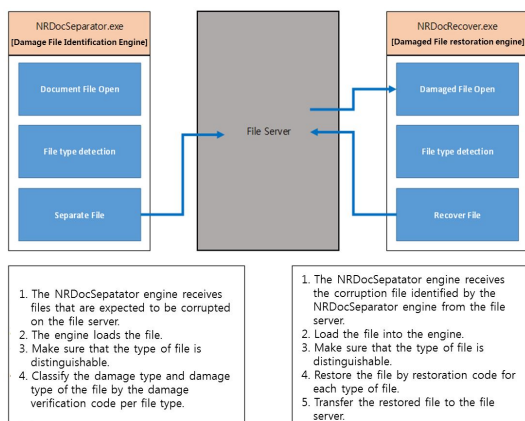 NRDocSeparator.exe
[Damage File Identification Engine]
Document File Open
File type detection
Separate File
File Server
NRDocRecover.exe
[Damaged File restoration engine]
Damaged File Open
File type detection
Recover File
1. The NRDocSepatator engine receives
files that are expected to be corrupted
on the file server.
2. The engine loads the file.
3. Make sure that the type of file is
distinguishable.
4. Classify the damage type and damage
type of the file by the damage
verification code per file type.
1. The NRDocSepatator engine receives
the corruption file identified by the
NRDocSeparator engine from the file
server.
2. Load the file into the engine.
3. Make sure that the type of file is
distinguishable.
4. Restore the file by restoration code for
each type of file.
5. Transfer the restored file to the file
server.